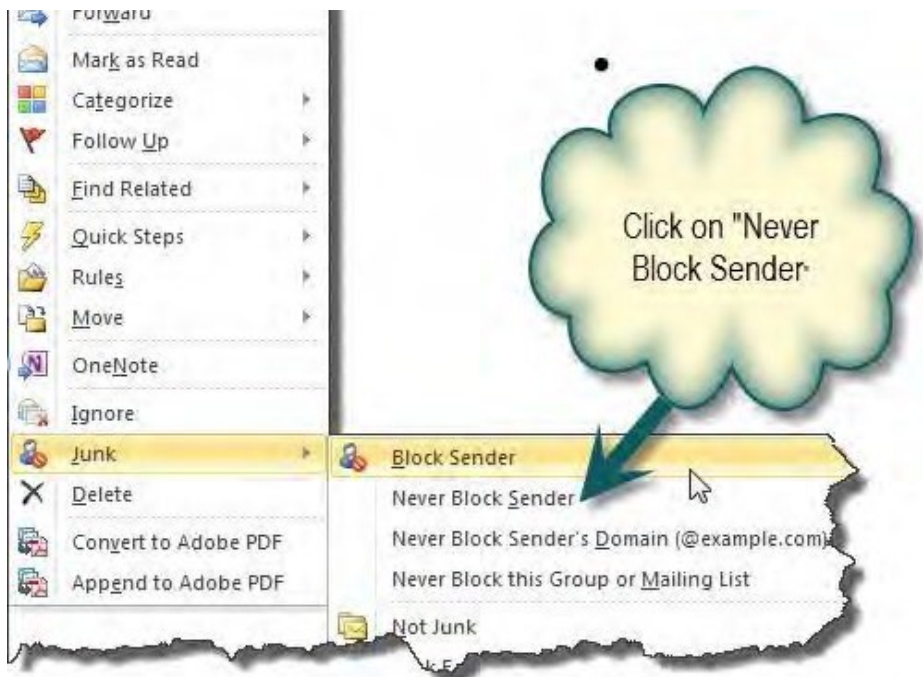 Forward
Mark as Read
Categorize
Follow Up
Find Related
Quick Steps
Rules
Move
OneNote
Ignore
Junk
Delete
Convert to Adobe PDF
Append to Adobe PDF
Click on "Never
Block Sender"
Block Sender
Never Block Sender
Never Block Sender's Domain (@example.com)
Never Block this Group or Mailing List
Not Junk